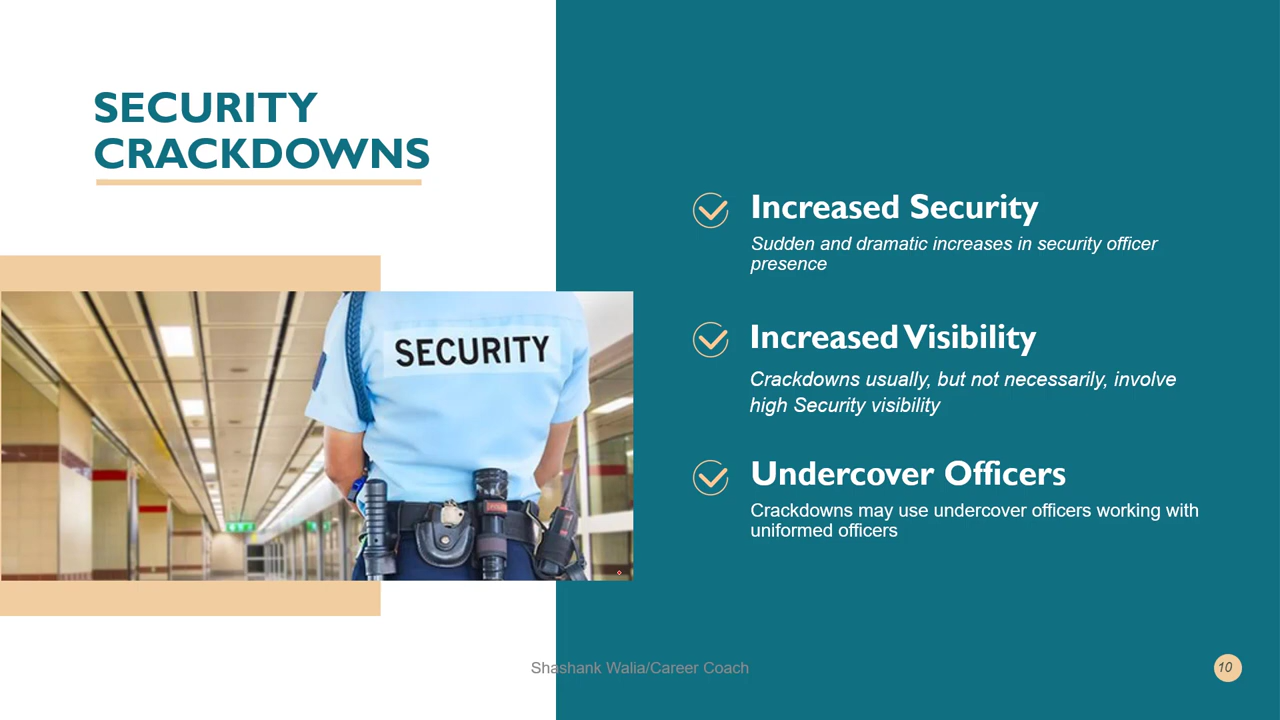 SECURITY
CRACKDOWNS
SECURITY
Increased Security
Sudden and dramatic increases in security officer
presence
Increased Visibility
Crackdowns usually, but not necessarily, involve
high Security visibility
Undercover Officers
Crackdowns may use undercover officers working with
uniformed officers
Shashank Walia/Career Coach
10